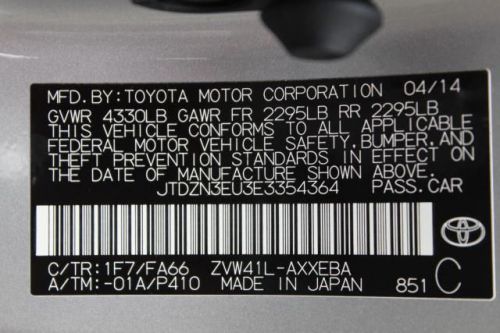 MFD.BY:TOYOTA MOTOR CORPORATION 04/14
GVWR 4330LB GAWR FR 2295LB RR 2295LB
THIS VEHICLE CONFORMS TO ALL APPLICABLE
FEDERAL MOTOR VEHICLE SAFETY,BUMPER,AND
THEFT PREVENTION STANDARDS IN EFFECT ON
THE DATE OF MANUFACTURE SHOWN ABOVE.
JTDZN3EU3E3354364 PASS.CAR
C/TR:1F7/FA66 ZVW41L-AXXEBA
A/TM:-01A/P410 MADE IN JAPAN 851 C